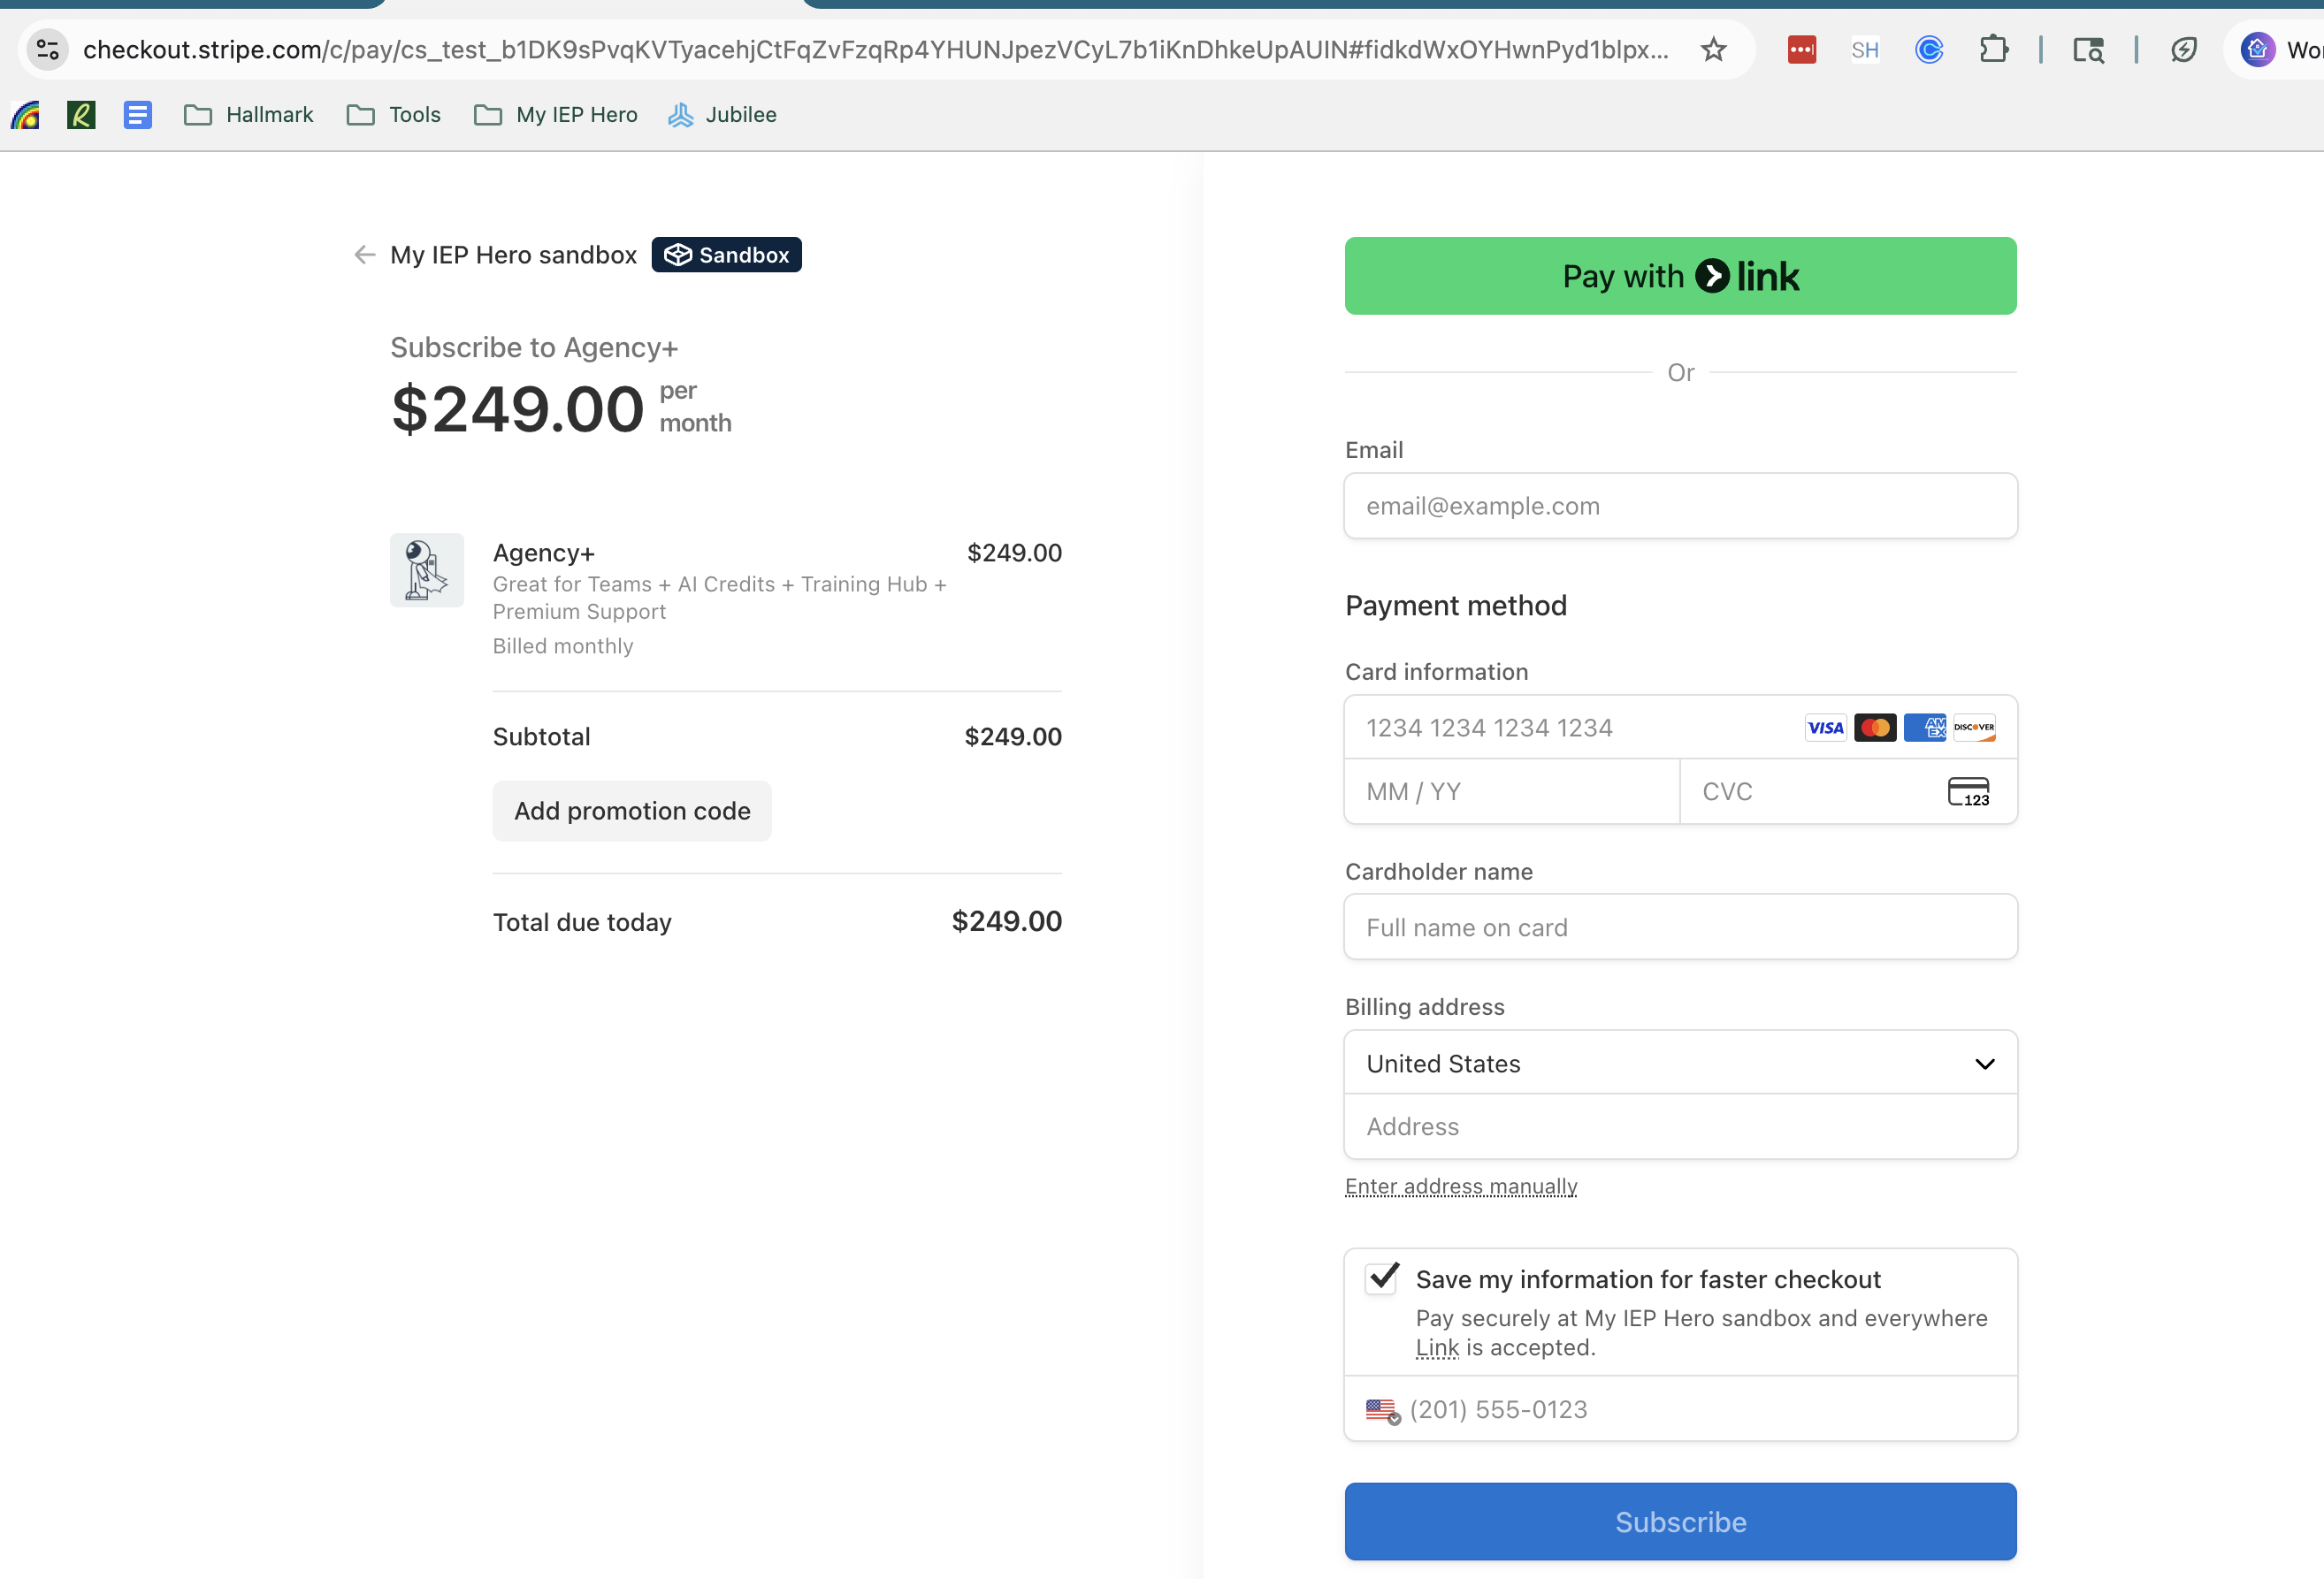 checkout.stripe.com/c/pay/cs_test_b1DK9sPvqKVTyacehjCtFqZvFzqRp4YHUNJpezVCyL7b1iKnDhkeUpAUIN#fidkdWxOYHwnPyd1blpx...
SH
Wor
Hallmark
Tools
My IEP Hero
Jubilee
My IEP Hero sandbox
Sandbox
Subscribe to Agency+
$249.00 per
month
Agency+ $249.00
Great for Teams + AI Credits + Training Hub +
Premium Support
Billed monthly
Subtotal $249.00
Add promotion code
Total due today $249.00
Pay with link
Or
Email
email@example.com
Payment method
Card information
1234 1234 1234 1234
VISA
AM
EX
DISCOVER
MM / YY
CVC
123
Cardholder name
Full name on card
Billing address
United States
Address
Enter address manually
Save my information for faster checkout
Pay securely at My IEP Hero sandbox and everywhere
Link is accepted.
(201) 555-0123
Subscribe